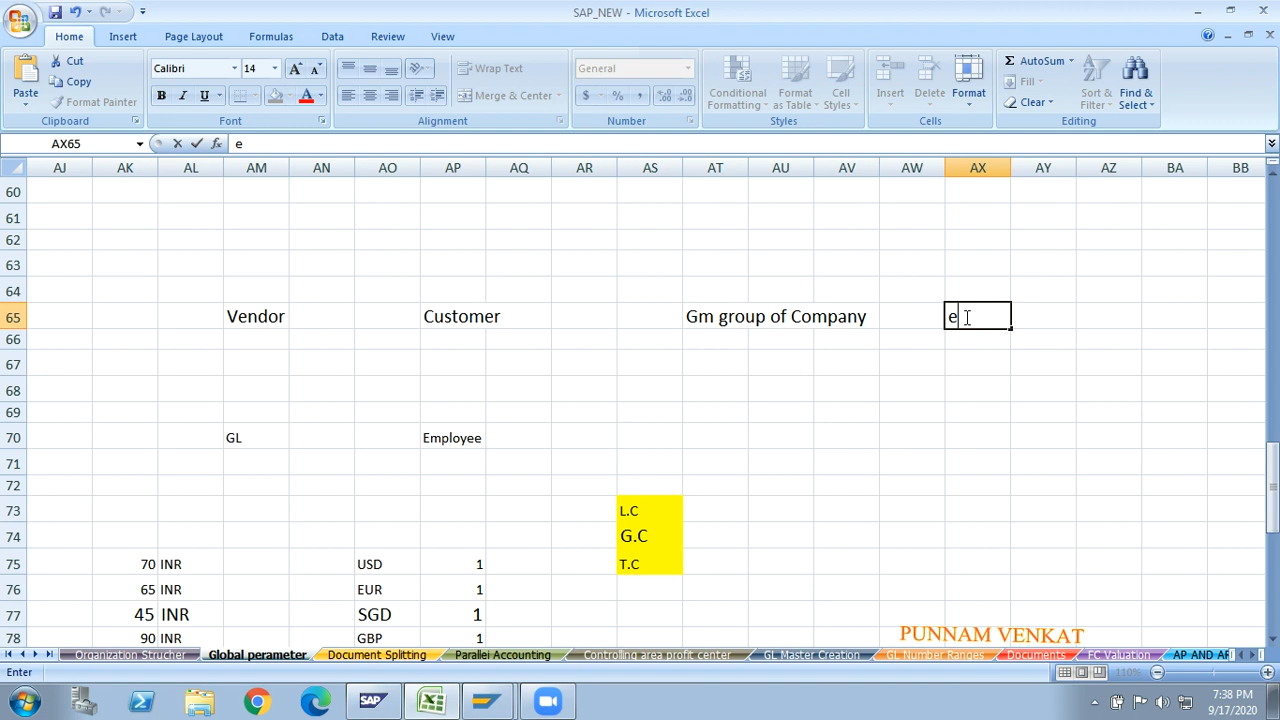 SAP_NEW - Microsoft Excel
Home Insert Page Layout Formulas Data Review View
Paste
Cut
Copy
Format Painter
Clipboard
Calibri 14
B I U
Font
Wrap Text
Merge & Center
Alignment
General
$ % ,
Number
Conditional Formatting
Format as Table
Cell Styles
Styles
Insert Delete Format
Cells
AutoSum
Fill
Clear
Sort & Filter
Find & Select
Editing
AX65 fx e
AJ AK AL AM AN AO AP AQ AR AS AT AU AV AW AX AY AZ BA BB
60
61
62
63
64
65 Vendor Customer Gm group of Company e
66
67
68
69
70 GL Employee
71
72
73 L.C
74 G.C
75 70 INR USD 1 T.C
76 65 INR EUR 1
77 45 INR SGD 1
78 90 INR GBP 1
PUNNAM VENKAT
Organization Strucher Global perameter Document Splitting Parallel Accounting Controlling area profit center GL Master Creation GL Number Ranges Documents FC Valuation AP AND AR
Enter 110%
SAP
7:38 PM
9/17/2020